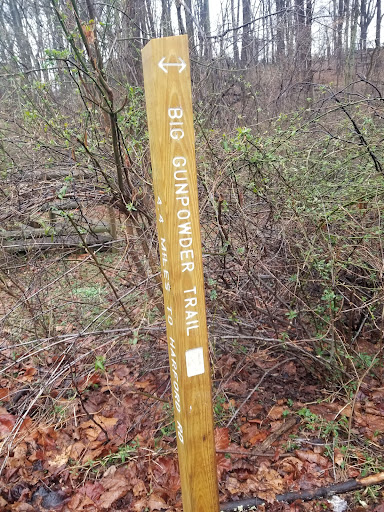 BIG GUNPOWDER TRAIL
4.4 MILES TO HARFORD RD